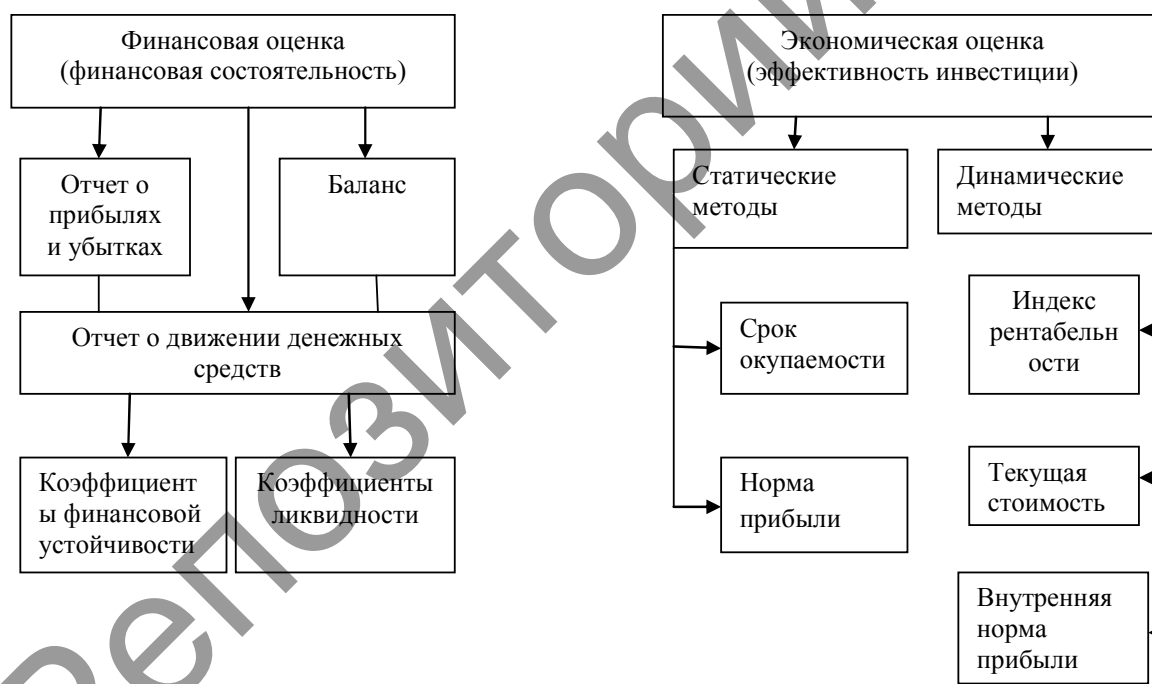 Финансовая оценка
(финансовая состоятельность)
Экономическая оценка
(эффективность инвестиции)
Отчет о
прибылях
и убытках
Баланс
Статические
методы
Динамические
методы
Отчет о движении денежных
средств
Срок
окупаемости
Индекс
рентабельн
ости
Коэффициент
ы финансовой
устойчивости
Коэффициенты
ликвидности
Норма
прибыли
Текущая
стоимость
Внутренняя
норма
прибыли
Репозитори